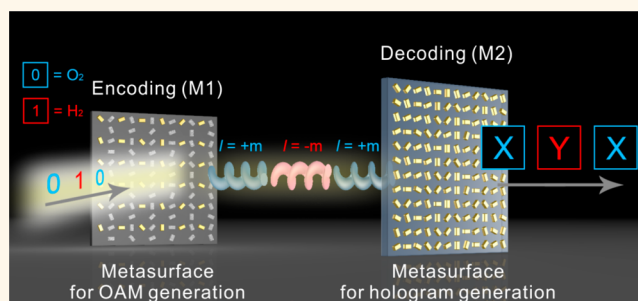 0 = O₂
1 = H₂
Encoding (M1)
Decoding (M2)
l = +m
l = -m
l = +m
0 1 0
X Y X
Metasurface
for OAM generation
Metasurface
for hologram generation